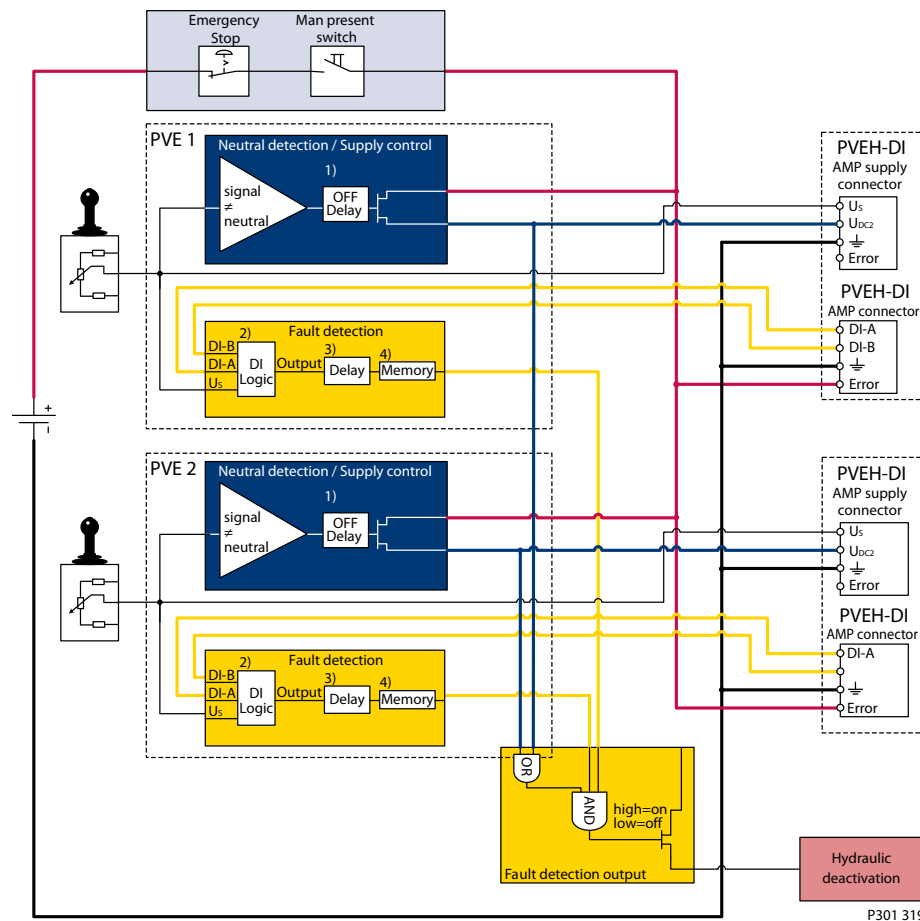 Emergency
Stop
Man present
switch
PVE 1
Neutral detection / Supply control
signal
≠
neutral
1)
OFF
Delay
Fault detection
DI-B
DI-A
Us
2)
DI
Logic
Output
3)
Delay
4)
Memory
PVEH-DI
AMP supply
connector
Us
UDC2
Error
PVEH-DI
AMP connector
DI-A
DI-B
Error
+
−
PVE 2
Neutral detection / Supply control
signal
≠
neutral
1)
OFF
Delay
Fault detection
DI-B
DI-A
Us
2)
DI
Logic
Output
3)
Delay
4)
Memory
PVEH-DI
AMP supply
connector
Us
UDC2
Error
PVEH-DI
AMP connector
DI-A
Error
OR
AND
high=on
low=off
Fault detection output
Hydraulic
deactivation
P301 319